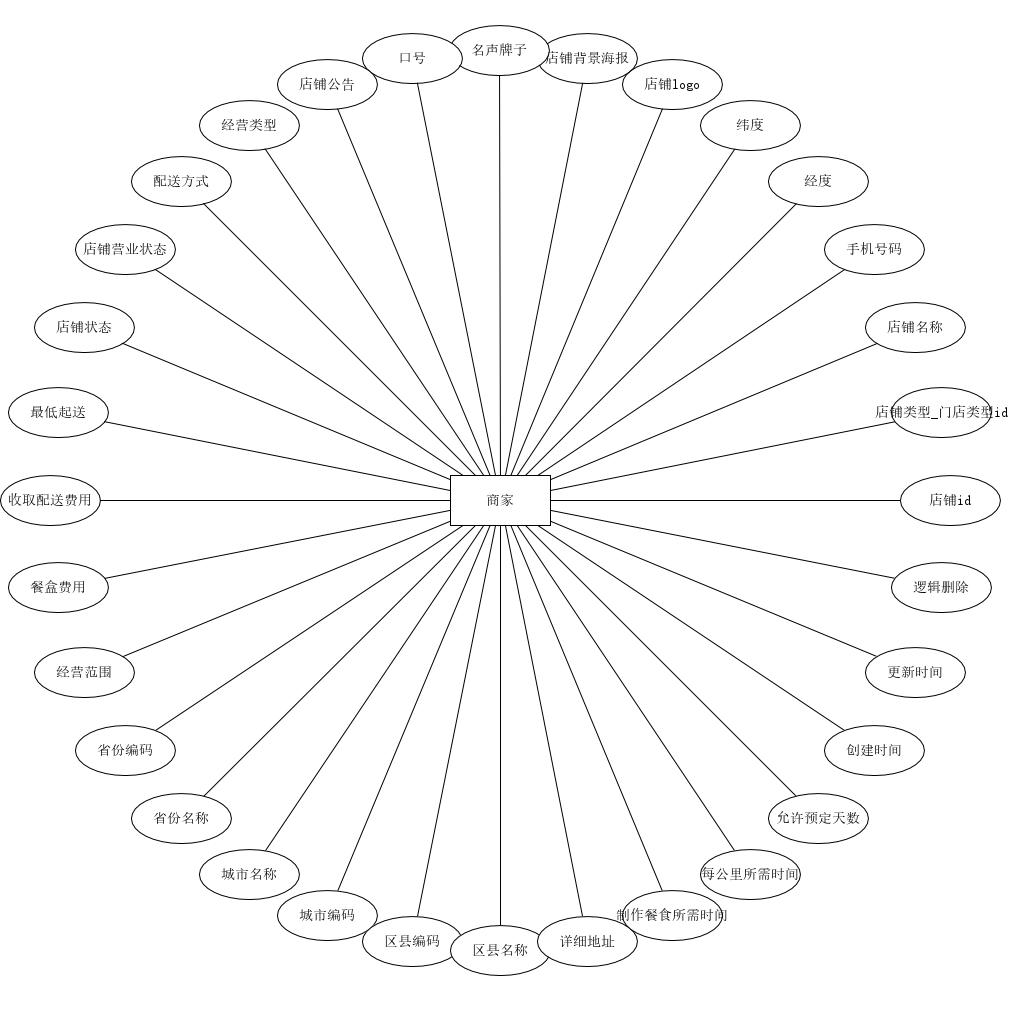 名声牌子
口号
店铺背景海报
店铺公告
店铺logo
经营类型
纬度
配送方式
经度
店铺营业状态
手机号码
店铺状态
店铺名称
最低起送
店铺类型_门店类型id
收取配送费用
商家
店铺id
餐盒费用
逻辑删除
经营范围
更新时间
省份编码
创建时间
省份名称
允许预定天数
城市名称
每公里所需时间
城市编码
制作餐食所需时间
区县编码
详细地址
区县名称